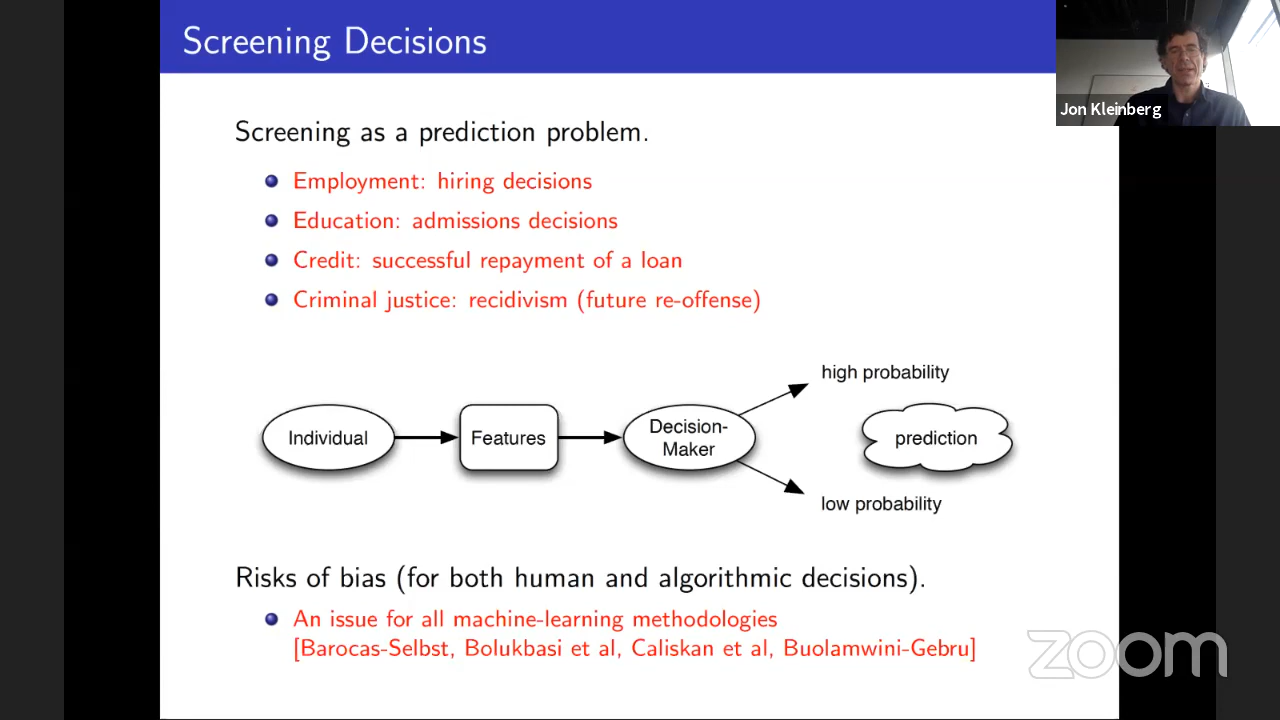 Screening Decisions
Jon Kleinberg
Screening as a prediction problem.
Employment: hiring decisions
Education: admissions decisions
Credit: successful repayment of a loan
Criminal justice: recidivism (future re-offense)
high probability
Individual
Features
Decision-
Maker
prediction
low probability
Risks of bias (for both human and algorithmic decisions).
An issue for all machine-learning methodologies
[Barocas-Selbst, Bolukbasi et al, Caliskan et al, Buolamwini-Gebru]
zoom